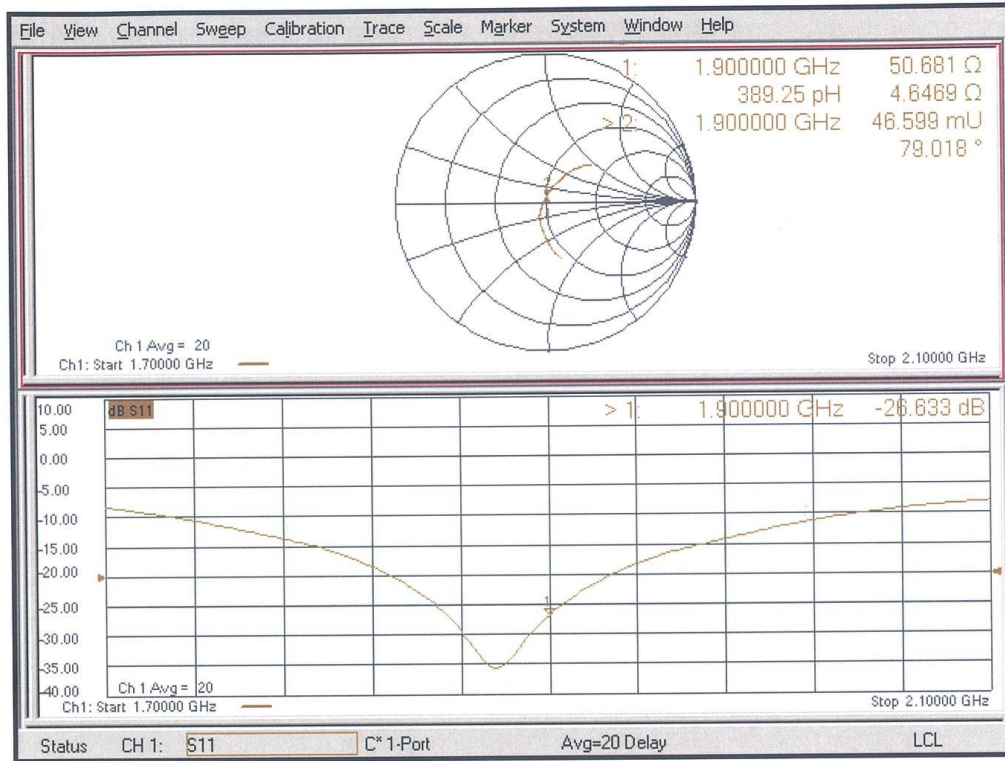 File View Channel Sweep Calibration Trace Scale Marker System Window Help
1: 1.900000 GHz 50.681 Ω
389.25 pH 4.6469 Ω
> 2: 1.900000 GHz 46.599 mU
79.018 °
Ch 1 Avg = 20
Ch1: Start 1.70000 GHz Stop 2.10000 GHz
10.00 dB S11 > 1: 1.900000 GHz -26.633 dB
5.00
0.00
-5.00
-10.00
-15.00
-20.00
-25.00 1
-30.00
-35.00
-40.00 Ch 1 Avg = 20
Ch1: Start 1.70000 GHz Stop 2.10000 GHz
Status CH 1: S11 C* 1-Port Avg=20 Delay LCL